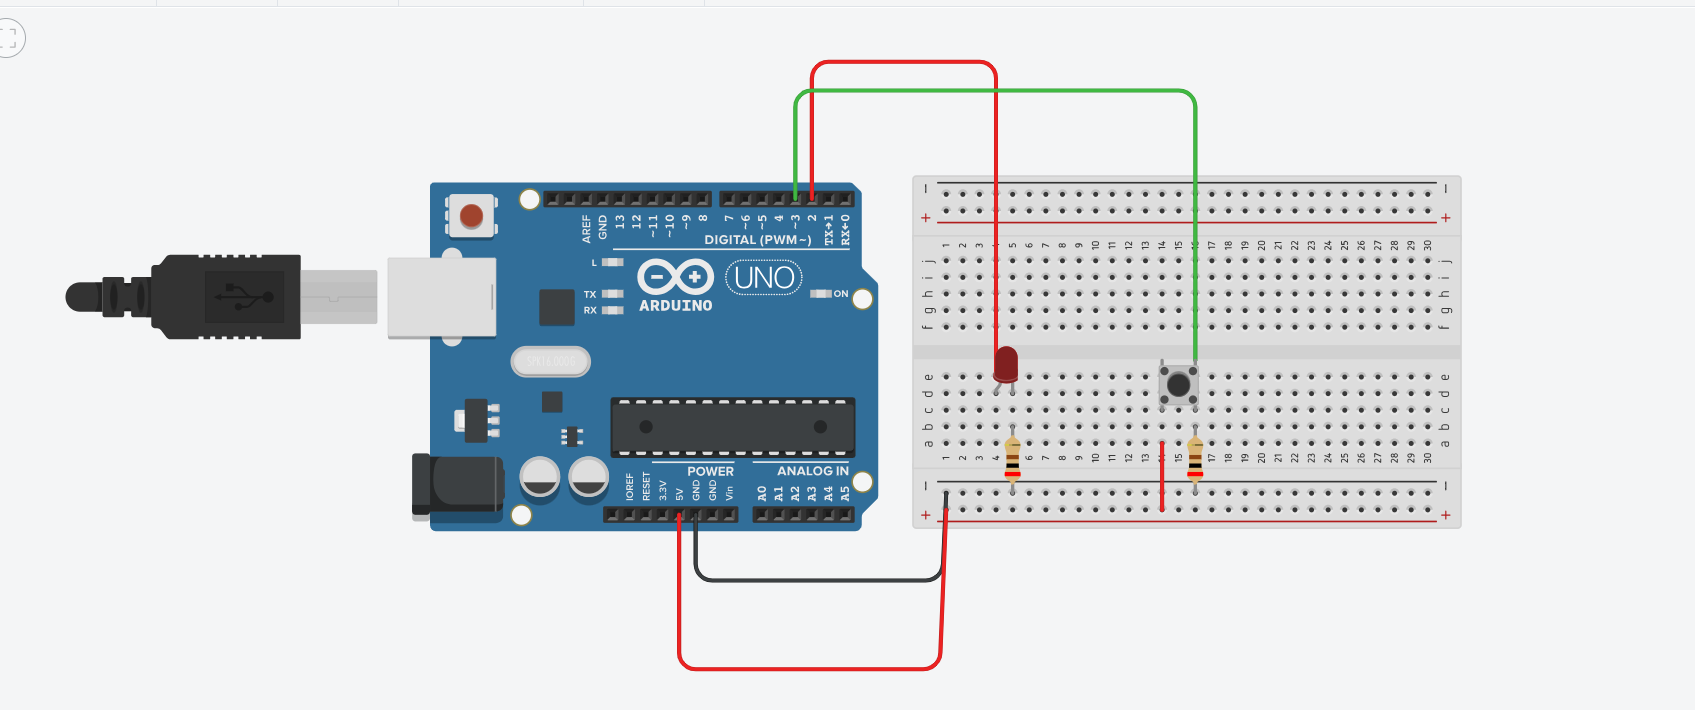 AREF
GND
13
12
~11
~10
~9
8
7
~6
~5
4
~3
2
TX→1
RX←0
DIGITAL (PWM~)
L
TX
RX
UNO
ON
ARDUINO
IOREF
RESET
3.3V
5V
GND
GND
Vin
POWER
ANALOG IN
A0
A1
A2
A3
A4
A5
− −
+ +
1 2 3 4 5 6 7 8 9 10 11 12 13 14 15 16 17 18 19 20 21 22 23 24 25 26 27 28 29 30
j j
i i
h h
g g
f f
e e
d d
c c
b b
a a
1 2 3 4 5 6 7 8 9 10 11 12 13 14 15 16 17 18 19 20 21 22 23 24 25 26 27 28 29 30
− −
+ +